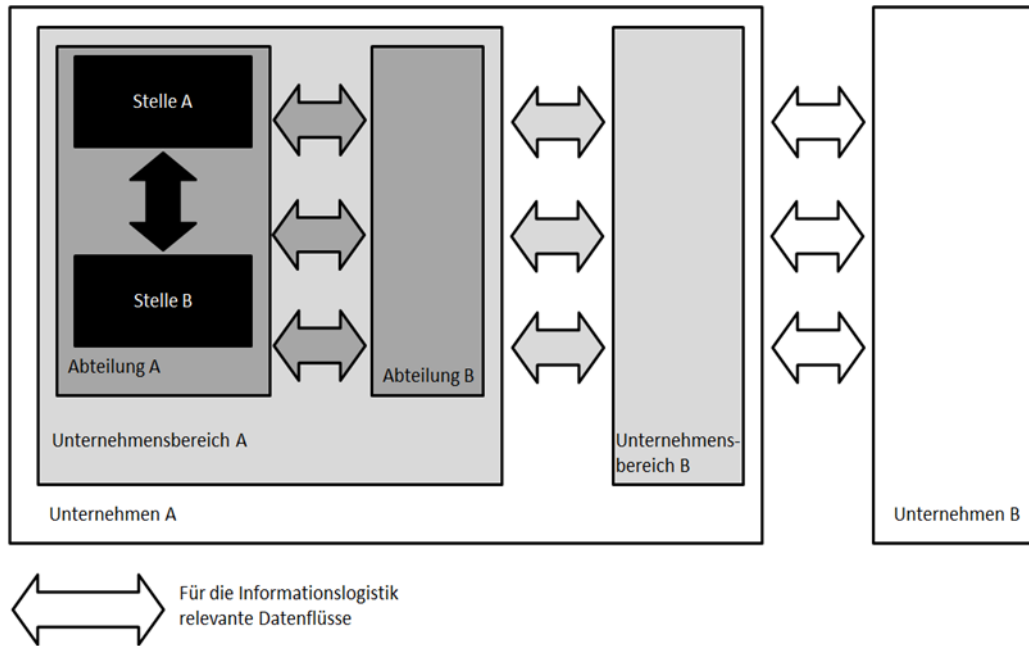 Stelle A
Stelle B
Abteilung A
Abteilung B
Unternehmensbereich A
Unternehmens-
bereich B
Unternehmen A
Unternehmen B
Für die Informationslogistik
relevante Datenflüsse